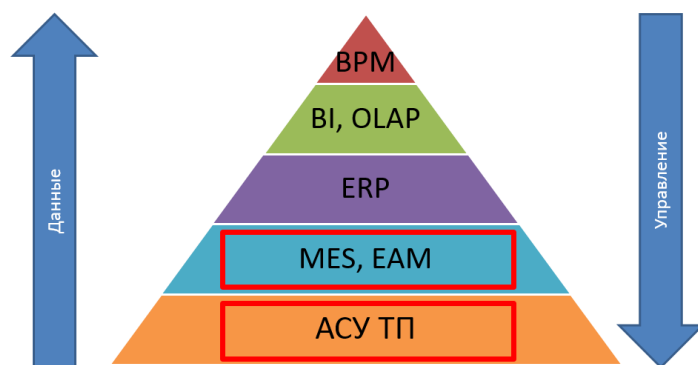 BPM
BI, OLAP
ERP
MES, EAM
АСУ ТП
Данные
Управление